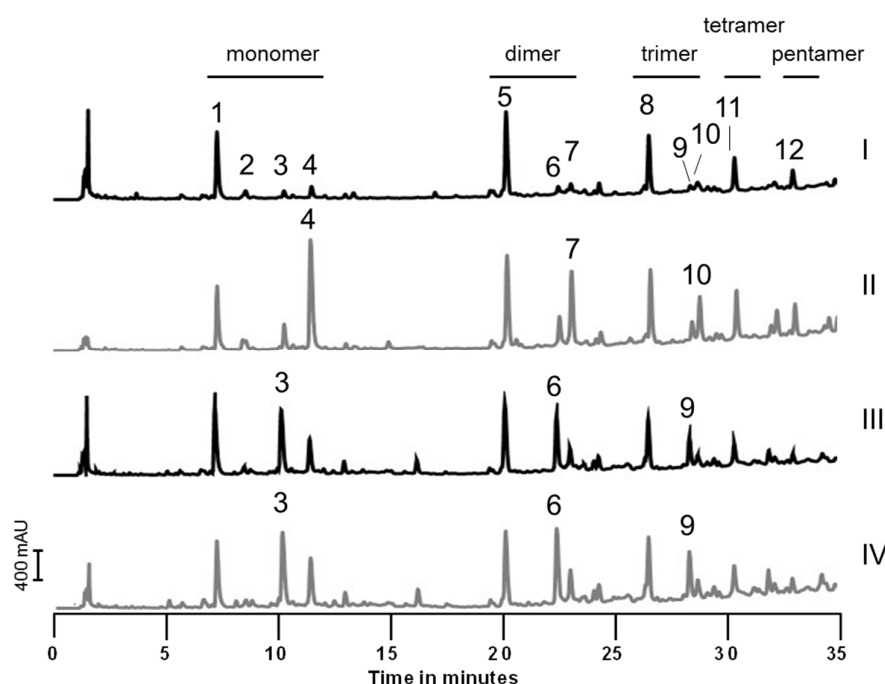 tetramer
monomer dimer trimer pentamer
1 2 3 4 5 6 7 8 9 10 11 12 I
4 7 10 II
3 6 9 III
3 6 9 IV
400 mAU
0 5 10 15 20 25 30 35
Time in minutes